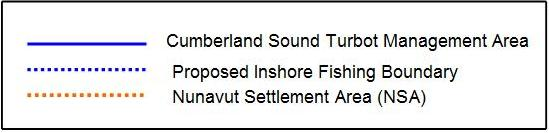 Cumberland Sound Turbot Management Area
Proposed Inshore Fishing Boundary
Nunavut Settlement Area (NSA)